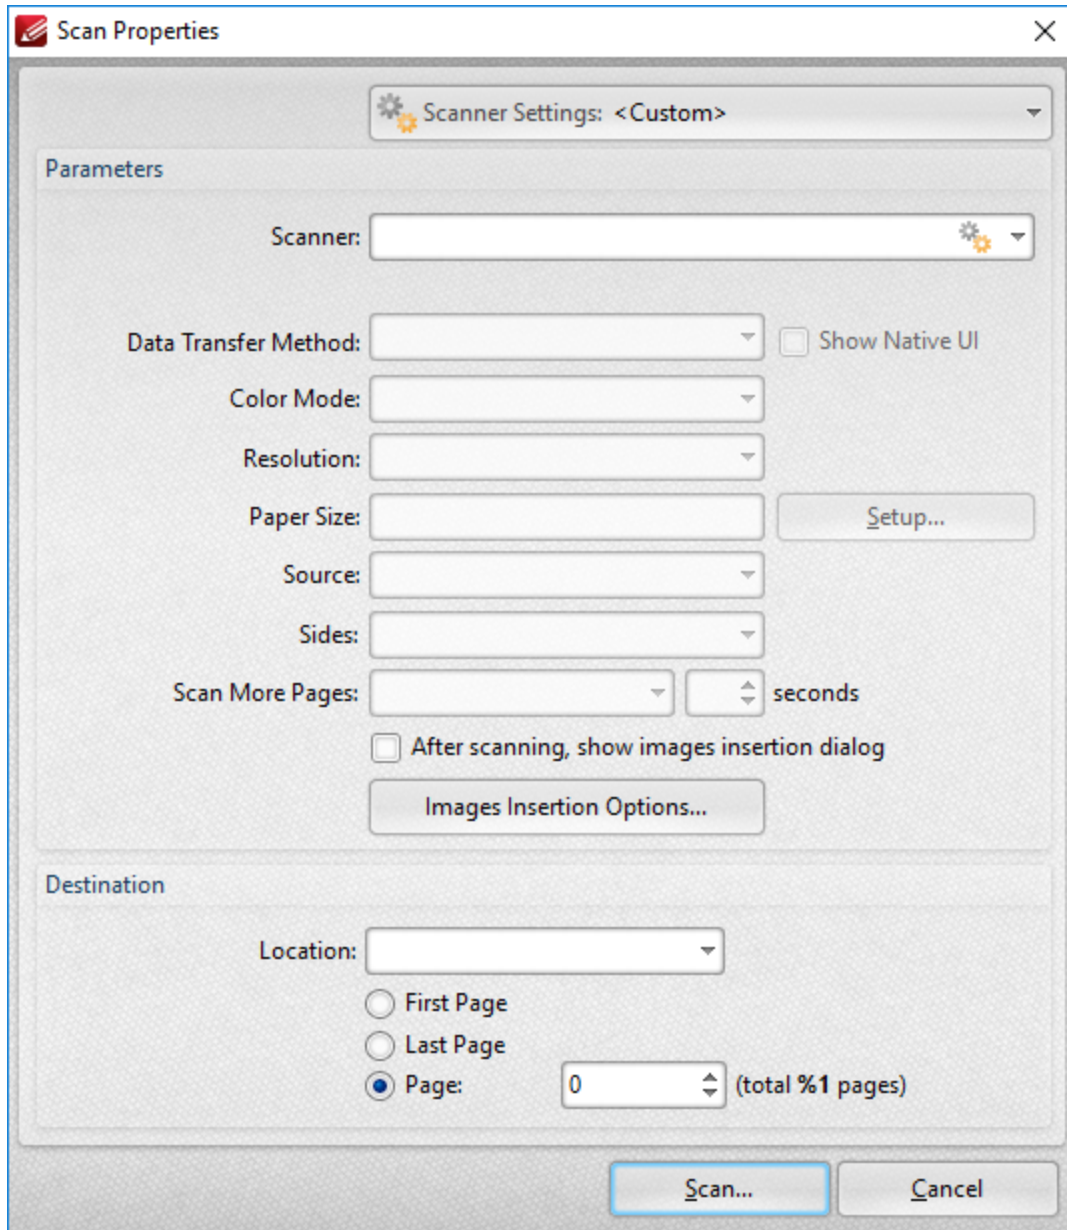 Scan Properties
Scanner Settings: <Custom>
Parameters
Scanner:
Data Transfer Method:
Show Native UI
Color Mode:
Resolution:
Paper Size:
Setup...
Source:
Sides:
Scan More Pages:
seconds
After scanning, show images insertion dialog
Images Insertion Options...
Destination
Location:
First Page
Last Page
Page: 0 (total %1 pages)
Scan...
Cancel